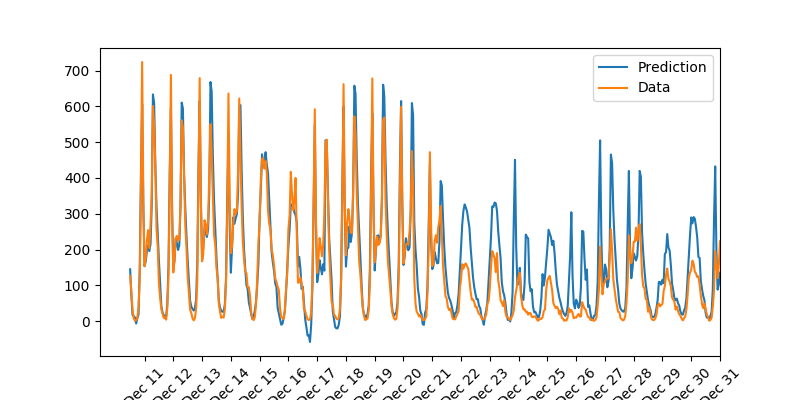 Prediction
Data
700
600
500
400
300
200
100
0
Dec 11
Dec 12
Dec 13
Dec 14
Dec 15
Dec 16
Dec 17
Dec 18
Dec 19
Dec 20
Dec 21
Dec 22
Dec 23
Dec 24
Dec 25
Dec 26
Dec 27
Dec 28
Dec 29
Dec 30
Dec 31